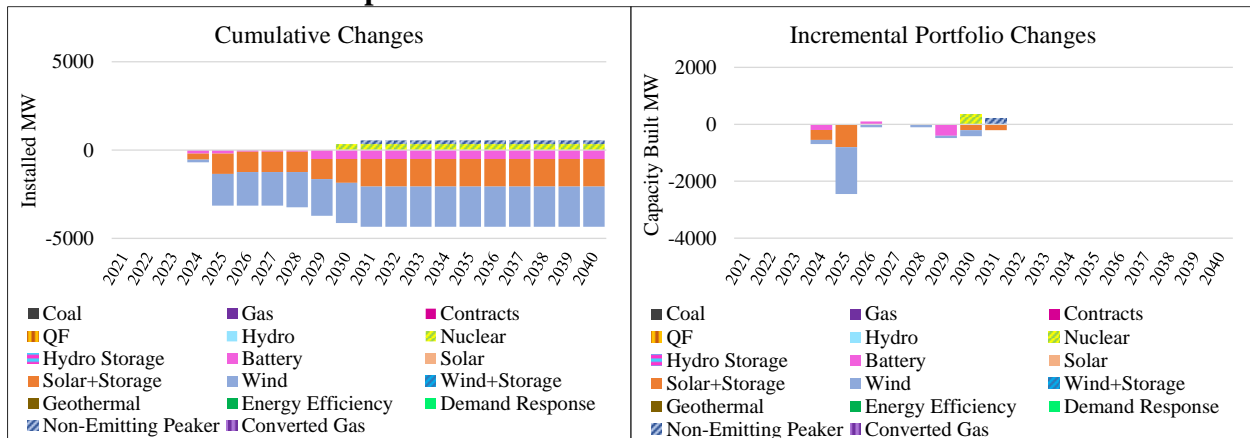 Cumulative Changes
Installed MW
5000
0
-5000
2021 2022 2023 2024 2025 2026 2027 2028 2029 2030 2031 2032 2033 2034 2035 2036 2037 2038 2039 2040
Coal Gas Contracts
QF Hydro Nuclear
Hydro Storage Battery Solar
Solar+Storage Wind Wind+Storage
Geothermal Energy Efficiency Demand Response
Non-Emitting Peaker Converted Gas
Incremental Portfolio Changes
Capacity Built MW
2000
0
-2000
-4000
2021 2022 2023 2024 2025 2026 2027 2028 2029 2030 2031 2032 2033 2034 2035 2036 2037 2038 2039 2040
Coal Gas Contracts
QF Hydro Nuclear
Hydro Storage Battery Solar
Solar+Storage Wind Wind+Storage
Geothermal Energy Efficiency Demand Response
Non-Emitting Peaker Converted Gas